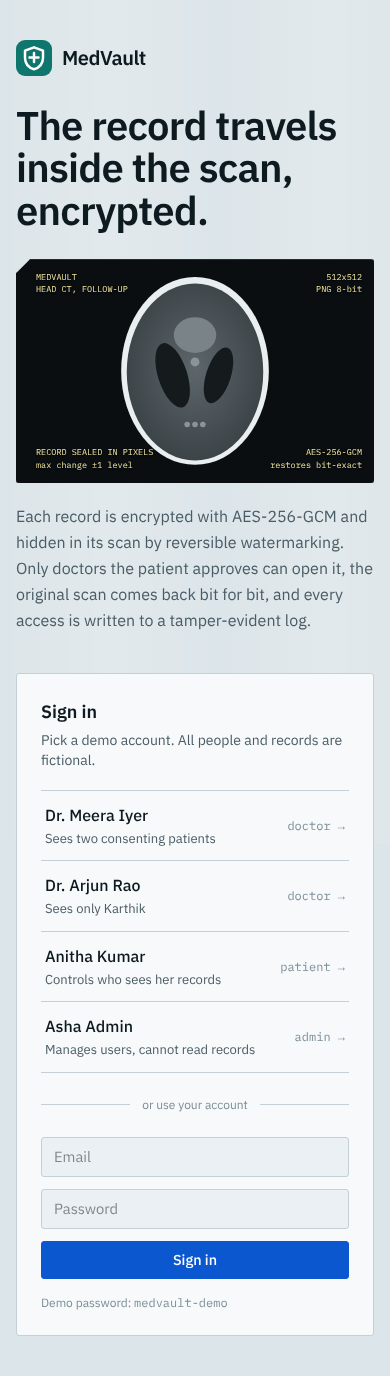 MedVault
The record travels
inside the scan,
encrypted.
MEDVAULT
HEAD CT, FOLLOW-UP
512x512
PNG 8-bit
RECORD SEALED IN PIXELS
max change ±1 level
AES-256-GCM
restores bit-exact
Each record is encrypted with AES-256-GCM and
hidden in its scan by reversible watermarking.
Only doctors the patient approves can open it, the
original scan comes back bit for bit, and every
access is written to a tamper-evident log.
Sign in
Pick a demo account. All people and records are
fictional.
Dr. Meera Iyer
Sees two consenting patients
doctor →
Dr. Arjun Rao
Sees only Karthik
doctor →
Anitha Kumar
Controls who sees her records
patient →
Asha Admin
Manages users, cannot read records
admin →
or use your account
Email
Password
Sign in
Demo password: medvault-demo